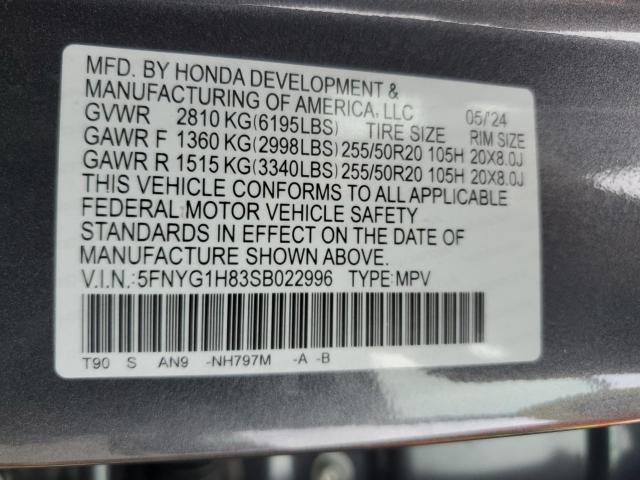 MFD. BY HONDA DEVELOPMENT &
MANUFACTURING OF AMERICA, LLC 05/'24
GVWR 2810 KG(6195LBS) TIRE SIZE RIM SIZE
GAWR F 1360 KG(2998LBS) 255/50R20 105H 20X8.0J
GAWR R 1515 KG(3340LBS) 255/50R20 105H 20X8.0J
THIS VEHICLE CONFORMS TO ALL APPLICABLE
FEDERAL MOTOR VEHICLE SAFETY
STANDARDS IN EFFECT ON THE DATE OF
MANUFACTURE SHOWN ABOVE.
V.I.N.:5FNYG1H83SB022996 TYPE:MPV
T90 S AN9 -NH797M -A -B